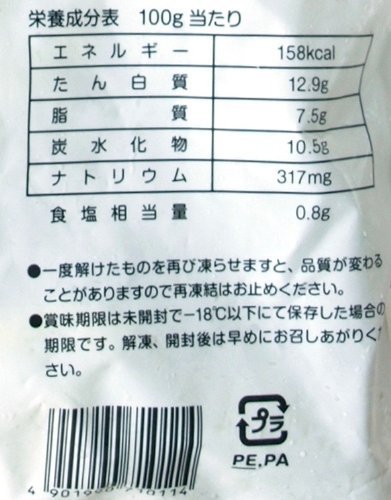 栄養成分表 100g当たり
エネルギー 158kcal
たん白質 12.9g
脂質 7.5g
炭水化物 10.5g
ナトリウム 317mg
食塩相当量 0.8g
●一度解けたものを再び凍らせますと、品質が変わる
ことがありますので再凍結はお止めください。
●賞味期限は未開封で−18℃以下にて保存した場合の
期限です。解凍、開封後は早めにお召しあがりくだ
さい。
プラ
PE,PA